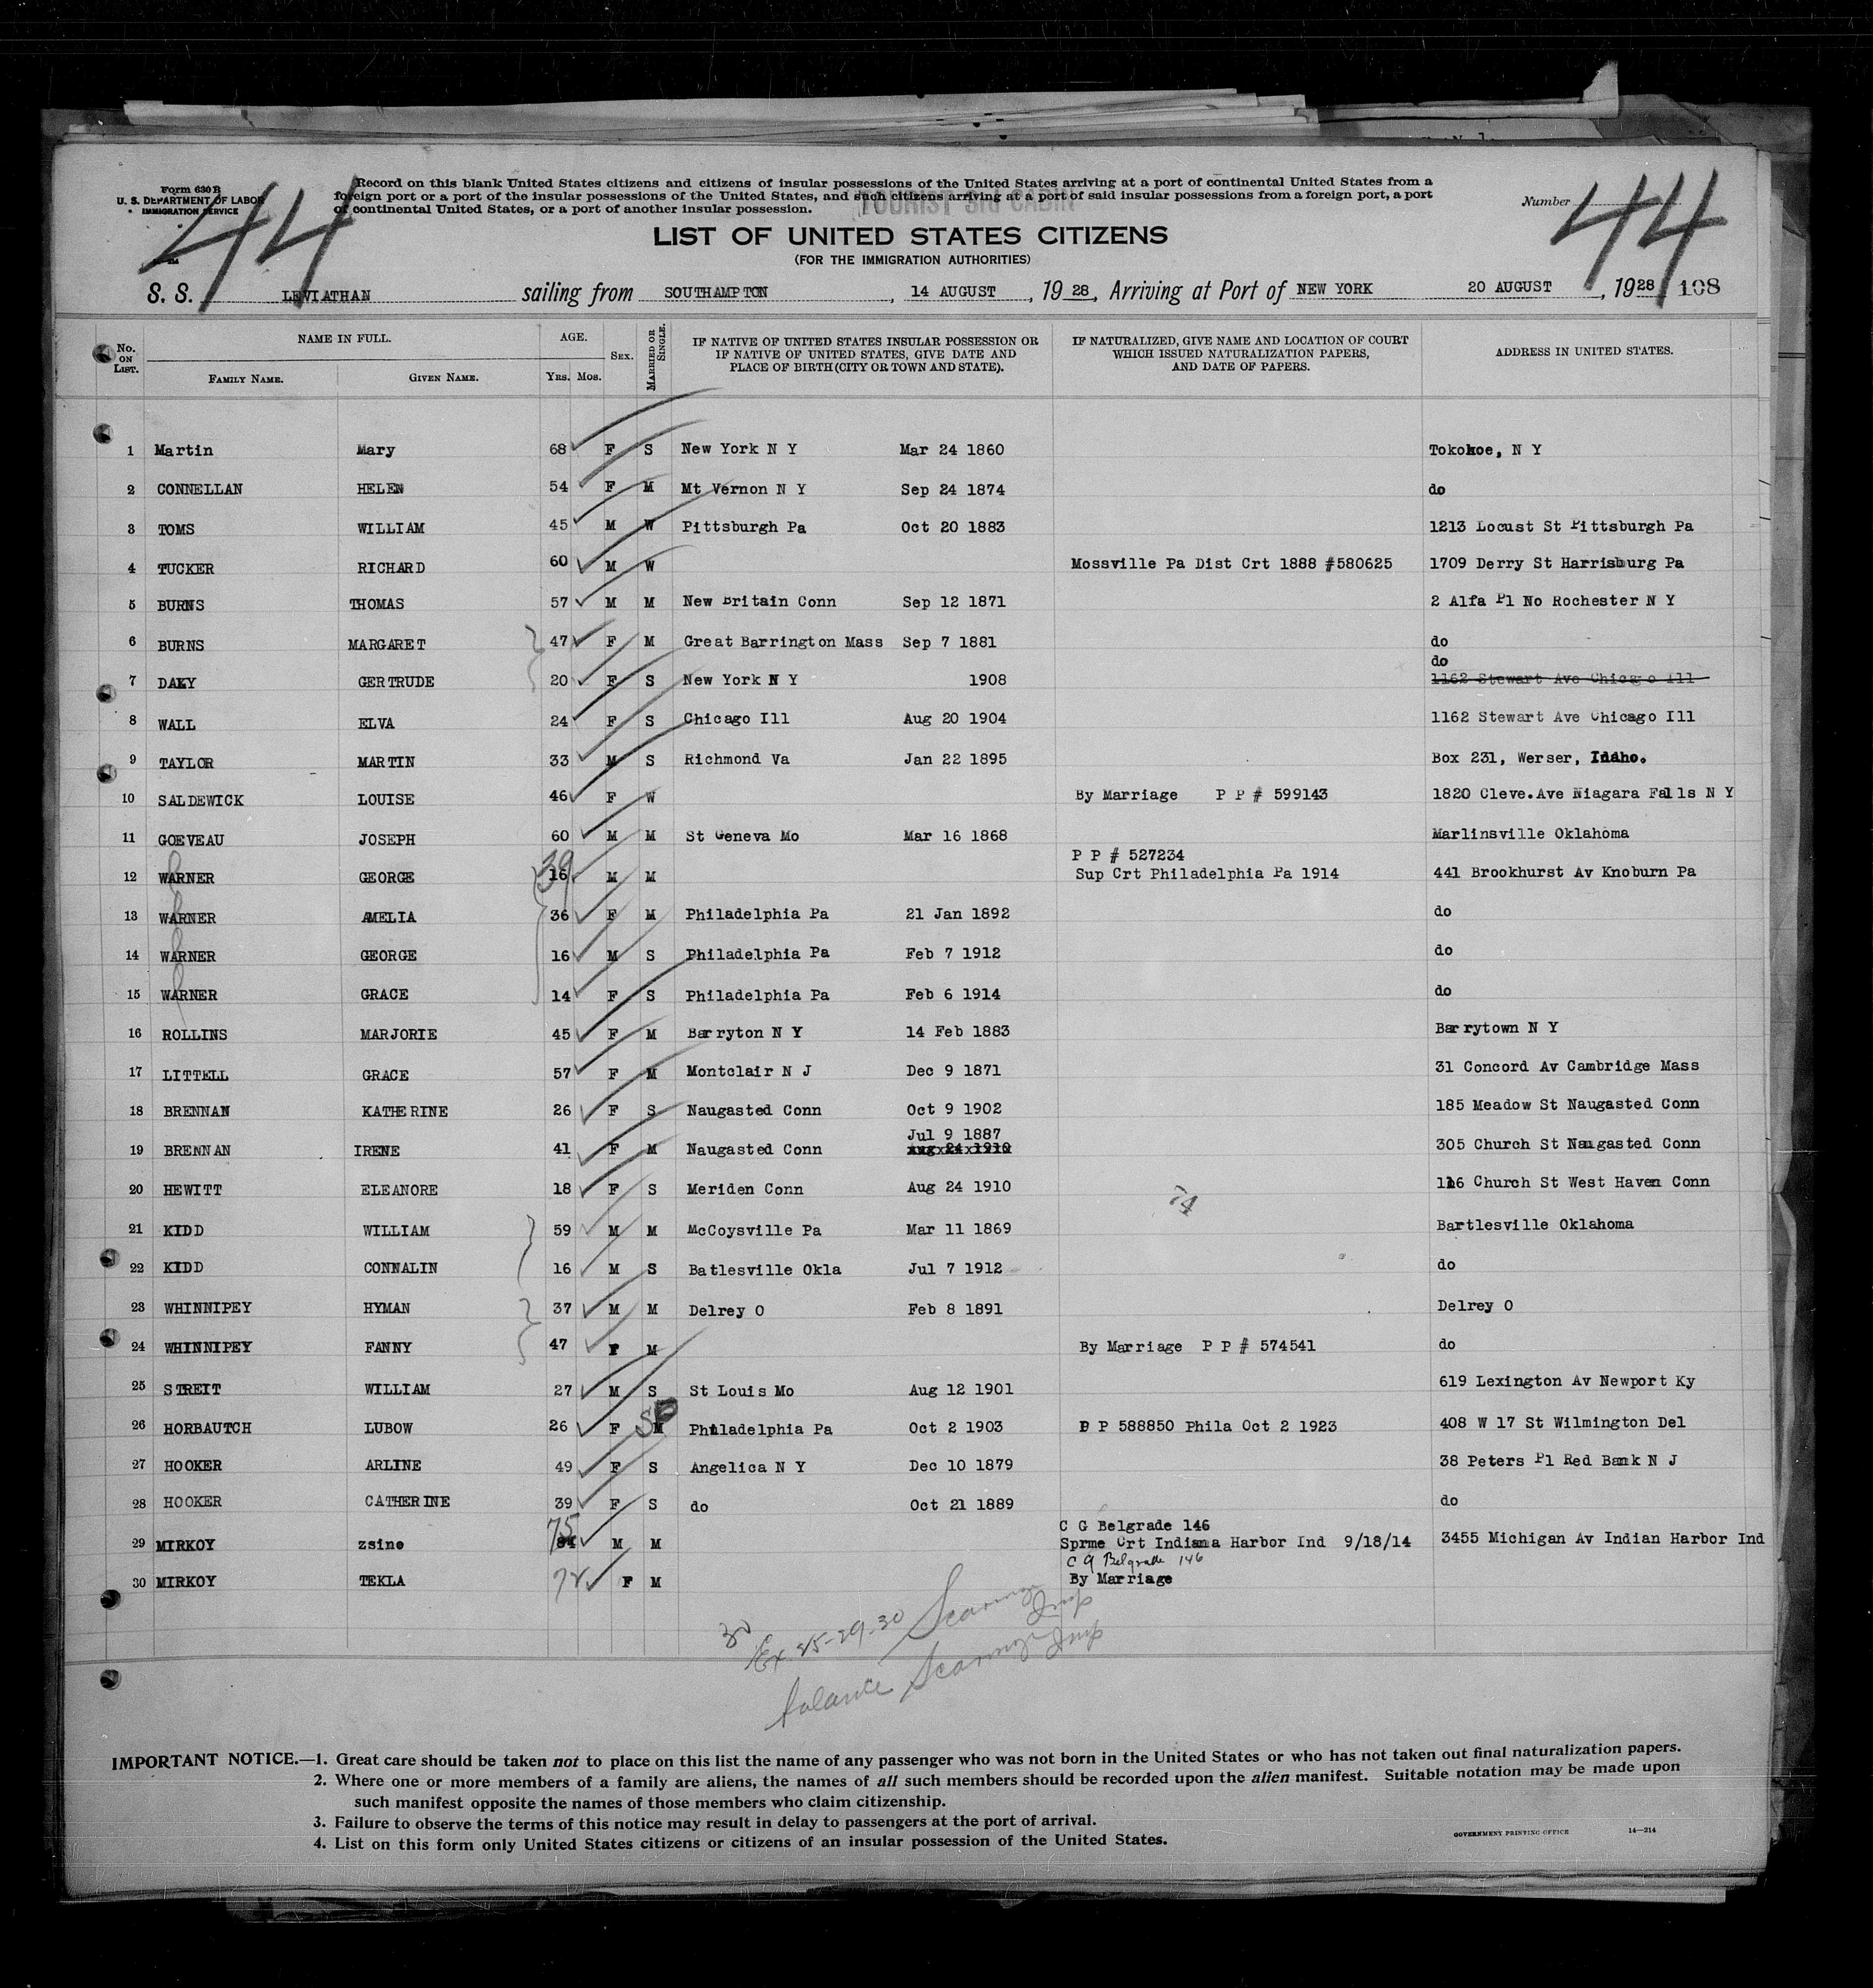 Form 630 B
U. S. DEPARTMENT OF LABOR
IMMIGRATION SERVICE
44
Record on this blank United States citizens and citizens of insular possessions of the United States arriving at a port of continental United States from a
foreign port or a port of the insular possessions of the United States, and such citizens arriving at a port of said insular possessions from a foreign port, a port
of continental United States, or a port of another insular possession.
TOURIST 3rd CABIN
Number 44
LIST OF UNITED STATES CITIZENS
(FOR THE IMMIGRATION AUTHORITIES)
S. S. LEVIATHAN sailing from SOUTHAMPTON, 14 AUGUST, 1928, Arriving at Port of NEW YORK 20 AUGUST, 1928 108
No. ON LIST. NAME IN FULL. FAMILY NAME. GIVEN NAME. AGE. YRS. MOS. SEX. MARRIED OR SINGLE. IF NATIVE OF UNITED STATES INSULAR POSSESSION OR IF NATIVE OF UNITED STATES, GIVE DATE AND PLACE OF BIRTH (CITY OR TOWN AND STATE). IF NATURALIZED, GIVE NAME AND LOCATION OF COURT WHICH ISSUED NATURALIZATION PAPERS, AND DATE OF PAPERS. ADDRESS IN UNITED STATES.
1 Martin Mary 68 F S New York N Y Mar 24 1860 Tokokoe, N Y
2 CONNELLAN HELEN 54 F M Mt Vernon N Y Sep 24 1874 do
3 TOMS WILLIAM 45 M W Pittsburgh Pa Oct 20 1883 1213 Locust St Pittsburgh Pa
4 TUCKER RICHARD 60 M W Mossville Pa Dist Crt 1888 #580625 1709 Derry St Harrisburg Pa
5 BURNS THOMAS 57 M M New Britain Conn Sep 12 1871 2 Alfa Pl No Rochester N Y
6 BURNS MARGARET 47 F M Great Barrington Mass Sep 7 1881 do
do
7 DAKY GERTRUDE 20 F S New York N Y 1908 1162 Stewart Ave Chicago Ill
8 WALL ELVA 24 F S Chicago Ill Aug 20 1904 1162 Stewart Ave Chicago Ill
9 TAYLOR MARTIN 33 M S Richmond Va Jan 22 1895 Box 231, Werser, Idaho.
10 SALDEWICK LOUISE 46 F W By Marriage P P # 599143 1820 Cleve.Ave Niagara Falls N Y
11 GOEVEAU JOSEPH 60 M M St Geneva Mo Mar 16 1868 Marlinsville Oklahoma
39 P P # 527234
12 WARNER GEORGE 16 M M Sup Crt Philadelphia Pa 1914 441 Brookhurst Av Knoburn Pa
13 WARNER AMELIA 36 F M Philadelphia Pa 21 Jan 1892 do
14 WARNER GEORGE 16 M S Philadelphia Pa Feb 7 1912 do
15 WARNER GRACE 14 F S Philadelphia Pa Feb 6 1914 do
16 ROLLINS MARJORIE 45 F M Barryton N Y 14 Feb 1883 Barrytown N Y
17 LITTELL GRACE 57 F M Montclair N J Dec 9 1871 31 Concord Av Cambridge Mass
18 BRENNAN KATHERINE 26 F S Naugasted Conn Oct 9 1902 185 Meadow St Naugasted Conn
Jul 9 1887
19 BRENNAN IRENE 41 F M Naugasted Conn Aug 24 1910 305 Church St Naugasted Conn
20 HEWITT ELEANORE 18 F S Meriden Conn Aug 24 1910 116 Church St West Haven Conn
74
21 KIDD WILLIAM 59 M M McCoysville Pa Mar 11 1869 Bartlesville Oklahoma
22 KIDD CONNALIN 16 M S Batlesville Okla Jul 7 1912 do
23 WHINNIPEY HYMAN 37 M M Delrey O Feb 8 1891 Delrey O
24 WHINNIPEY FANNY 47 F M By Marriage P P # 574541 do
25 STREIT WILLIAM 27 M S St Louis Mo Aug 12 1901 619 Lexington Av Newport Ky
26 HORBAUTCH LUBOW 26 F S M Philadelphia Pa Oct 2 1903 P P 588850 Phila Oct 2 1923 408 W 17 St Wilmington Del
27 HOOKER ARLINE 49 F S Angelica N Y Dec 10 1879 38 Peters Pl Red Bank N J
28 HOOKER CATHERINE 39 F S do Oct 21 1889 do
75 C G Belgrade 146
29 MIRKOY zsine M M Sprme Crt Indiana Harbor Ind 9/18/14 3455 Michigan Av Indian Harbor Ind
C G Belgrade 146
30 MIRKOY TEKLA 72 F M By Marriage
30
Ex 25-29-30 Scarinzi Insp
balance Scarinzi Insp
IMPORTANT NOTICE.—1. Great care should be taken not to place on this list the name of any passenger who was not born in the United States or who has not taken out final naturalization papers.
2. Where one or more members of a family are aliens, the names of all such members should be recorded upon the alien manifest. Suitable notation may be made upon
such manifest opposite the names of those members who claim citizenship.
3. Failure to observe the terms of this notice may result in delay to passengers at the port of arrival.
4. List on this form only United States citizens or citizens of an insular possession of the United States.
GOVERNMENT PRINTING OFFICE 14—214